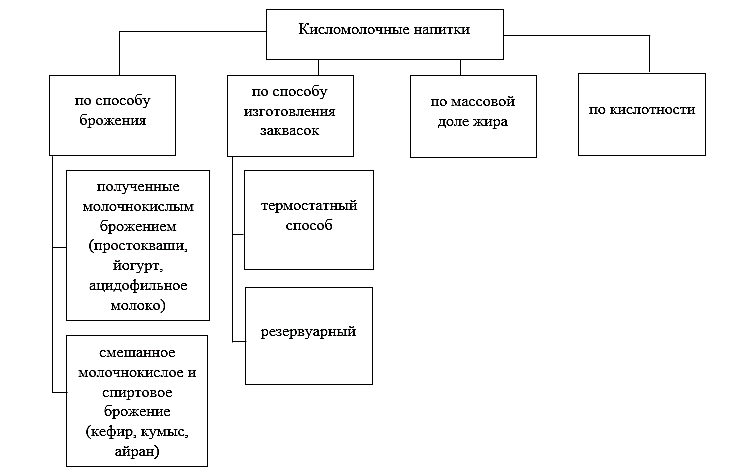 Кисломолочные напитки
по способу
брожения
по способу
изготовления
заквасок
по массовой
доле жира
по кислотности
полученные
молочнокислым
брожением
(простокваши,
йогурт,
ацидофильное
молоко)
термостатный
способ
резервуарный
смешанное
молочнокислое и
спиртовое
брожение
(кефир, кумыс,
айран)